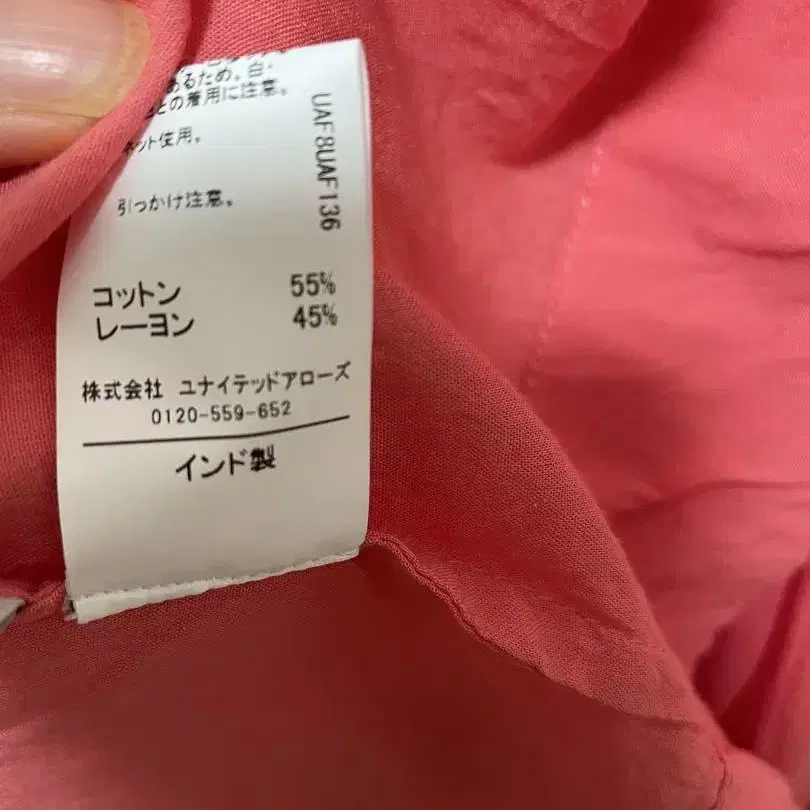 あるため。白・
との着用に注意。
ネット使用。
引っかけ注意。
UAF8UAF136
コットン 55%
レーヨン 45%
株式会社 ユナイテッドアローズ
0120-559-652
インド製